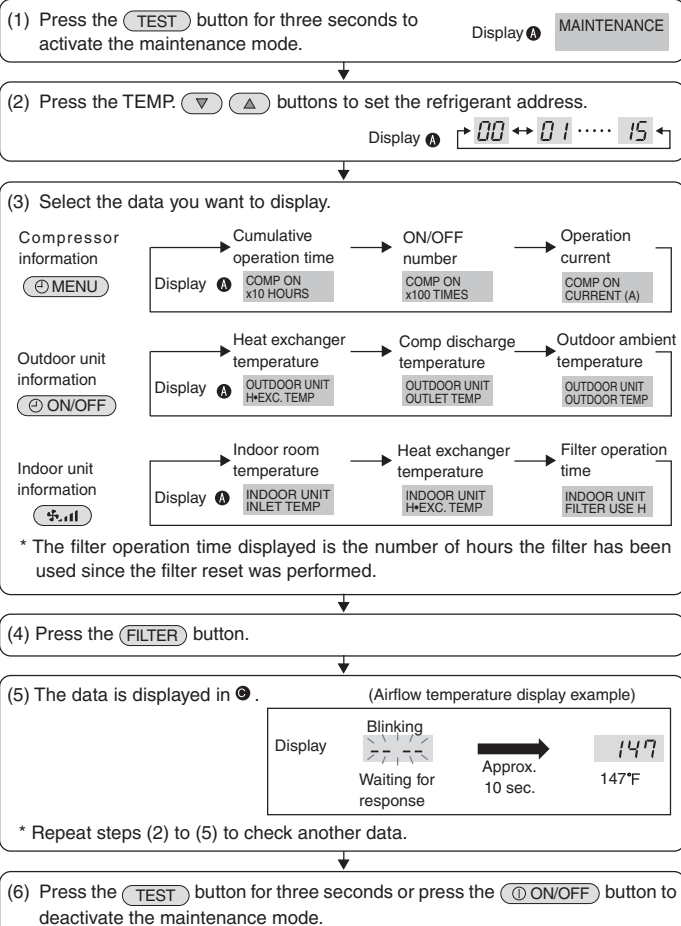 (1) Press the TEST button for three seconds to
activate the maintenance mode.
Display A MAINTENANCE
(2) Press the TEMP. ▽ △ buttons to set the refrigerant address.
Display A 00 ↔ 01 ····· 15
(3) Select the data you want to display.
Compressor
information
MENU
Cumulative
operation time
ON/OFF
number
Operation
current
Display A
COMP ON
x10 HOURS
COMP ON
x100 TIMES
COMP ON
CURRENT (A)
Outdoor unit
information
ON/OFF
Heat exchanger
temperature
Comp discharge
temperature
Outdoor ambient
temperature
Display A
OUTDOOR UNIT
H•EXC. TEMP
OUTDOOR UNIT
OUTLET TEMP
OUTDOOR UNIT
OUTDOOR TEMP
Indoor unit
information
Indoor room
temperature
Heat exchanger
temperature
Filter operation
time
Display A
INDOOR UNIT
INLET TEMP
INDOOR UNIT
H•EXC. TEMP
INDOOR UNIT
FILTER USE H
* The filter operation time displayed is the number of hours the filter has been
used since the filter reset was performed.
(4) Press the FILTER button.
(5) The data is displayed in C .
(Airflow temperature display example)
Display
Blinking
-- --
Waiting for
response
Approx.
10 sec.
147
147°F
* Repeat steps (2) to (5) to check another data.
(6) Press the TEST button for three seconds or press the ON/OFF button to
deactivate the maintenance mode.